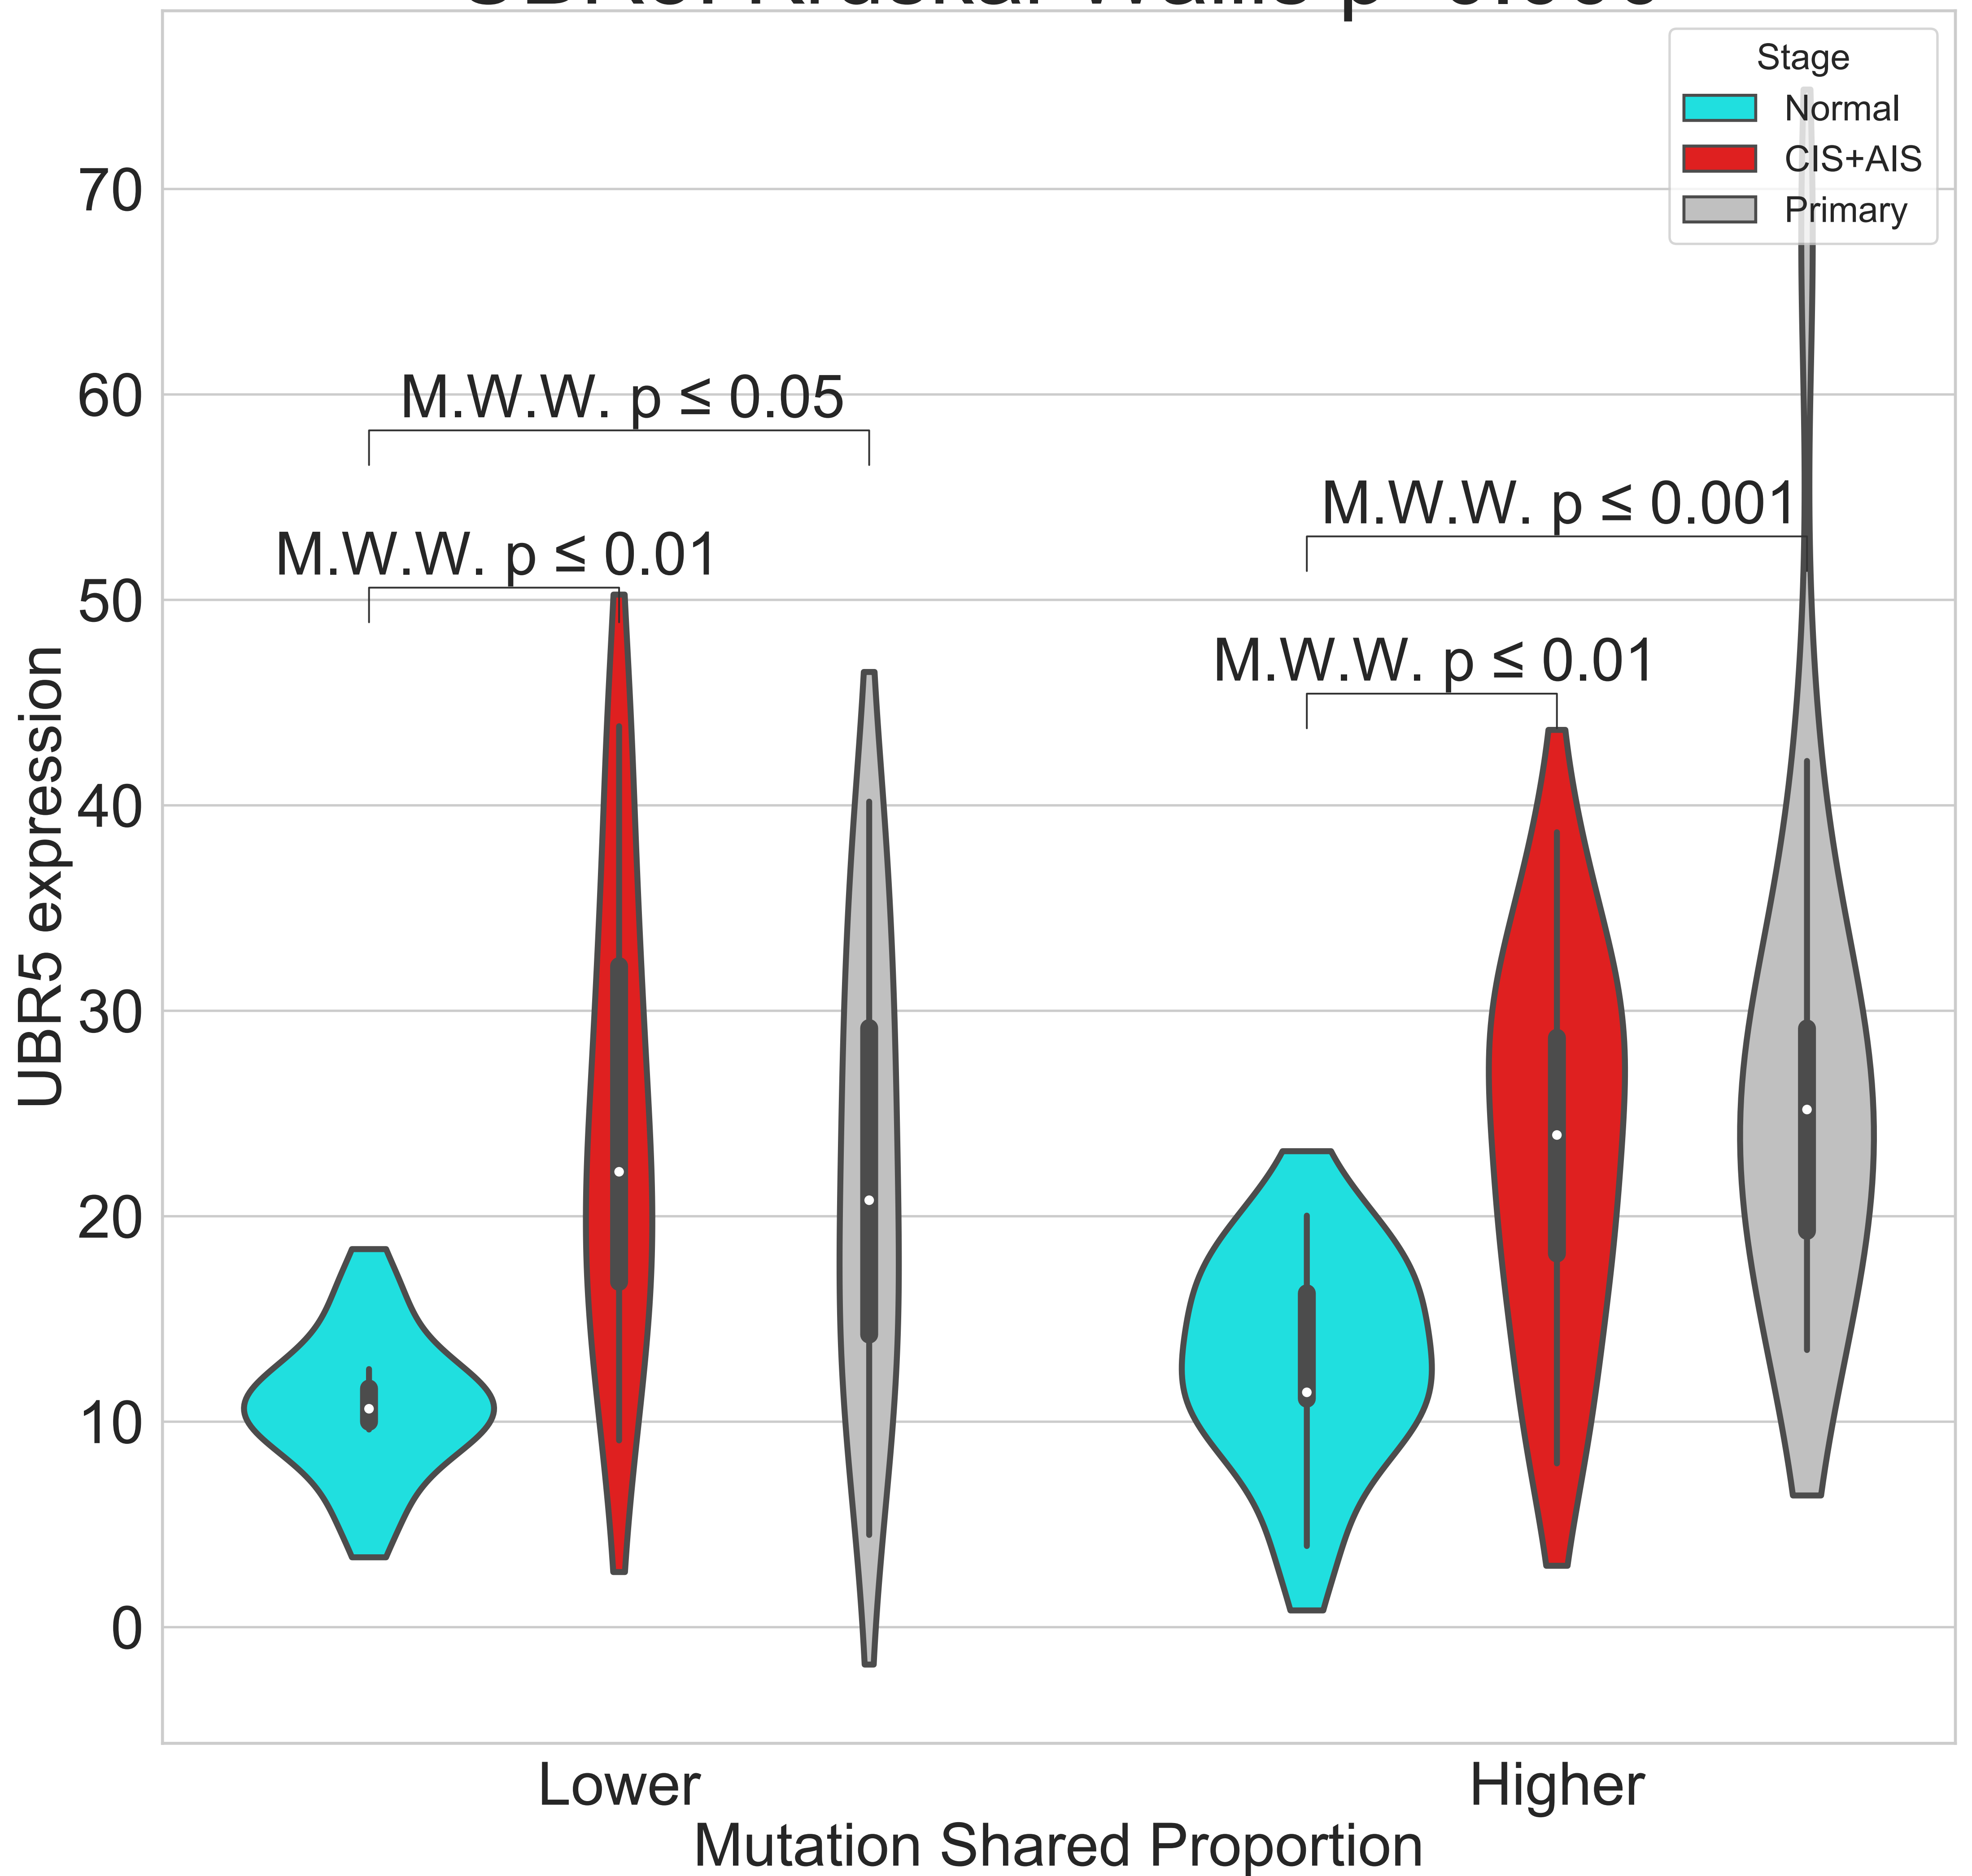 Stage
Normal
CIS+AIS
Primary
70
60
50
40
30
20
10
0
M.W.W. p ≤ 0.05
M.W.W. p ≤ 0.01
M.W.W. p ≤ 0.001
M.W.W. p ≤ 0.01
UBR5 expression
Lower
Higher
Mutation Shared Proportion